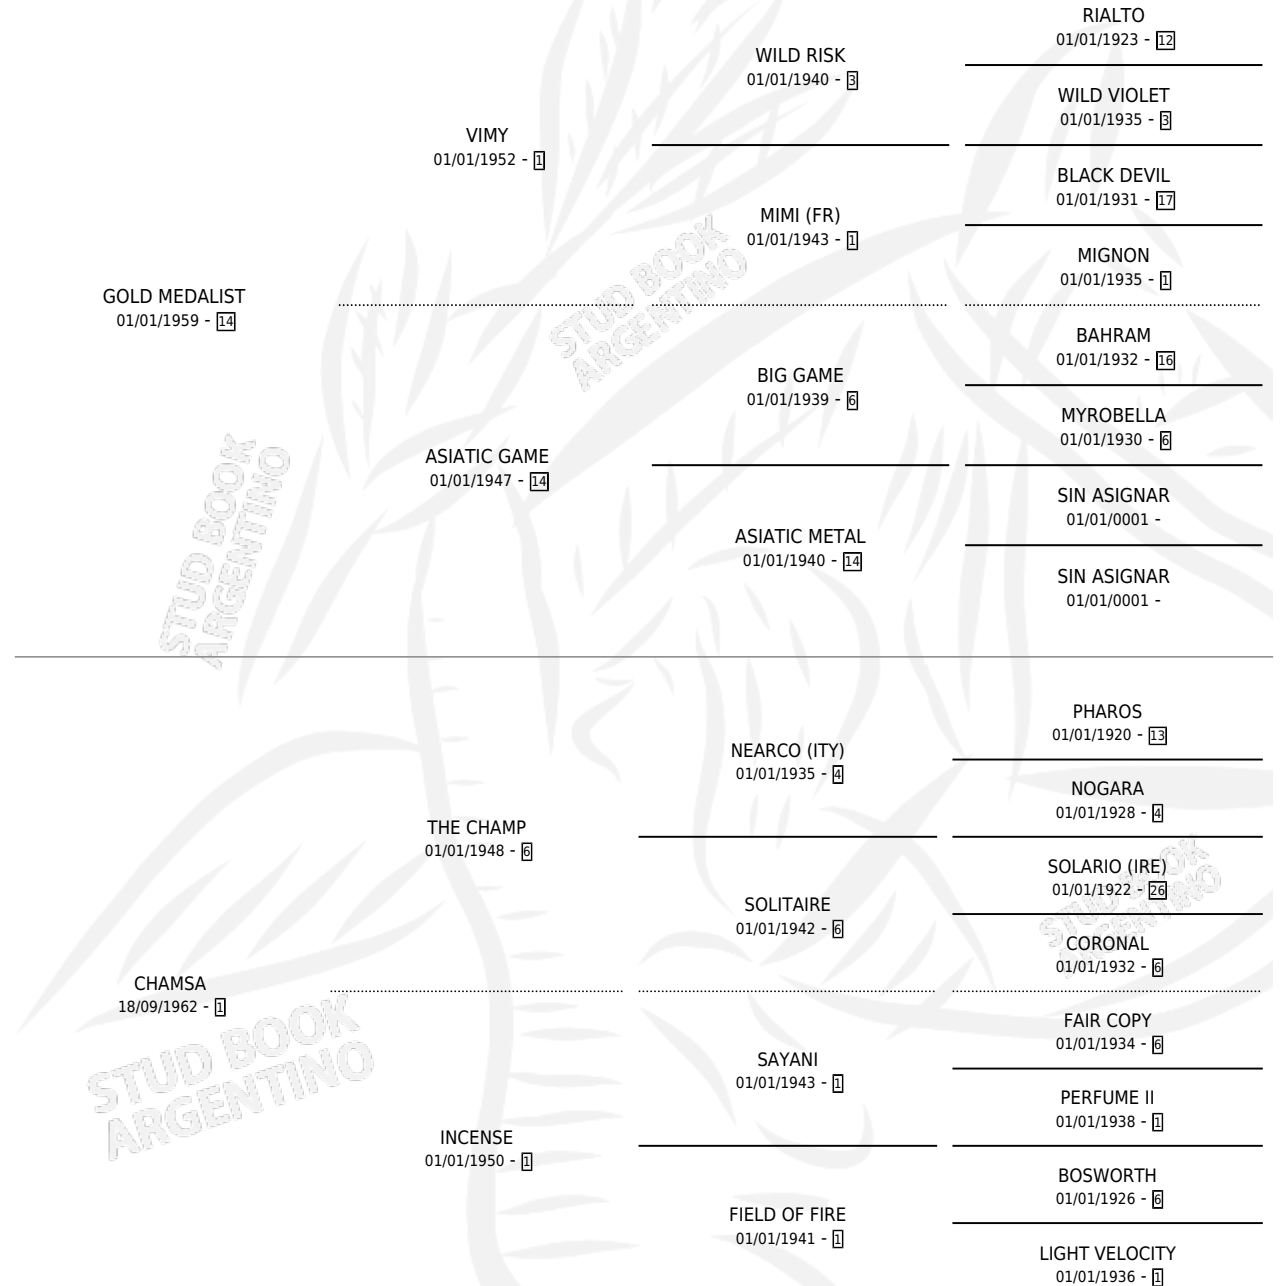 RIALTO
01/01/1923 - 12
WILD RISK
01/01/1940 - 3
WILD VIOLET
01/01/1935 - 3
VIMY
01/01/1952 - 1
BLACK DEVIL
01/01/1931 - 17
MIMI (FR)
01/01/1943 - 1
MIGNON
01/01/1935 - 1
GOLD MEDALIST
01/01/1959 - 14
BAHRAM
01/01/1932 - 16
BIG GAME
01/01/1939 - 6
MYROBELLA
01/01/1930 - 6
ASIATIC GAME
01/01/1947 - 14
SIN ASIGNAR
01/01/0001 -
ASIATIC METAL
01/01/1940 - 14
SIN ASIGNAR
01/01/0001 -
STUD BOOK
ARGENTINO
STUD BOOK
ARGENTINO
PHAROS
01/01/1920 - 13
NEARCO (ITY)
01/01/1935 - 4
NOGARA
01/01/1928 - 4
THE CHAMP
01/01/1948 - 6
SOLARIO (IRE)
01/01/1922 - 26
SOLITAIRE
01/01/1942 - 6
CORONAL
01/01/1932 - 6
CHAMSA
18/09/1962 - 1
FAIR COPY
01/01/1934 - 6
SAYANI
01/01/1943 - 1
PERFUME II
01/01/1938 - 1
INCENSE
01/01/1950 - 1
BOSWORTH
01/01/1926 - 6
FIELD OF FIRE
01/01/1941 - 1
LIGHT VELOCITY
01/01/1936 - 1
STUD BOOK
ARGENTINO
STUD BOOK
ARGENTINO